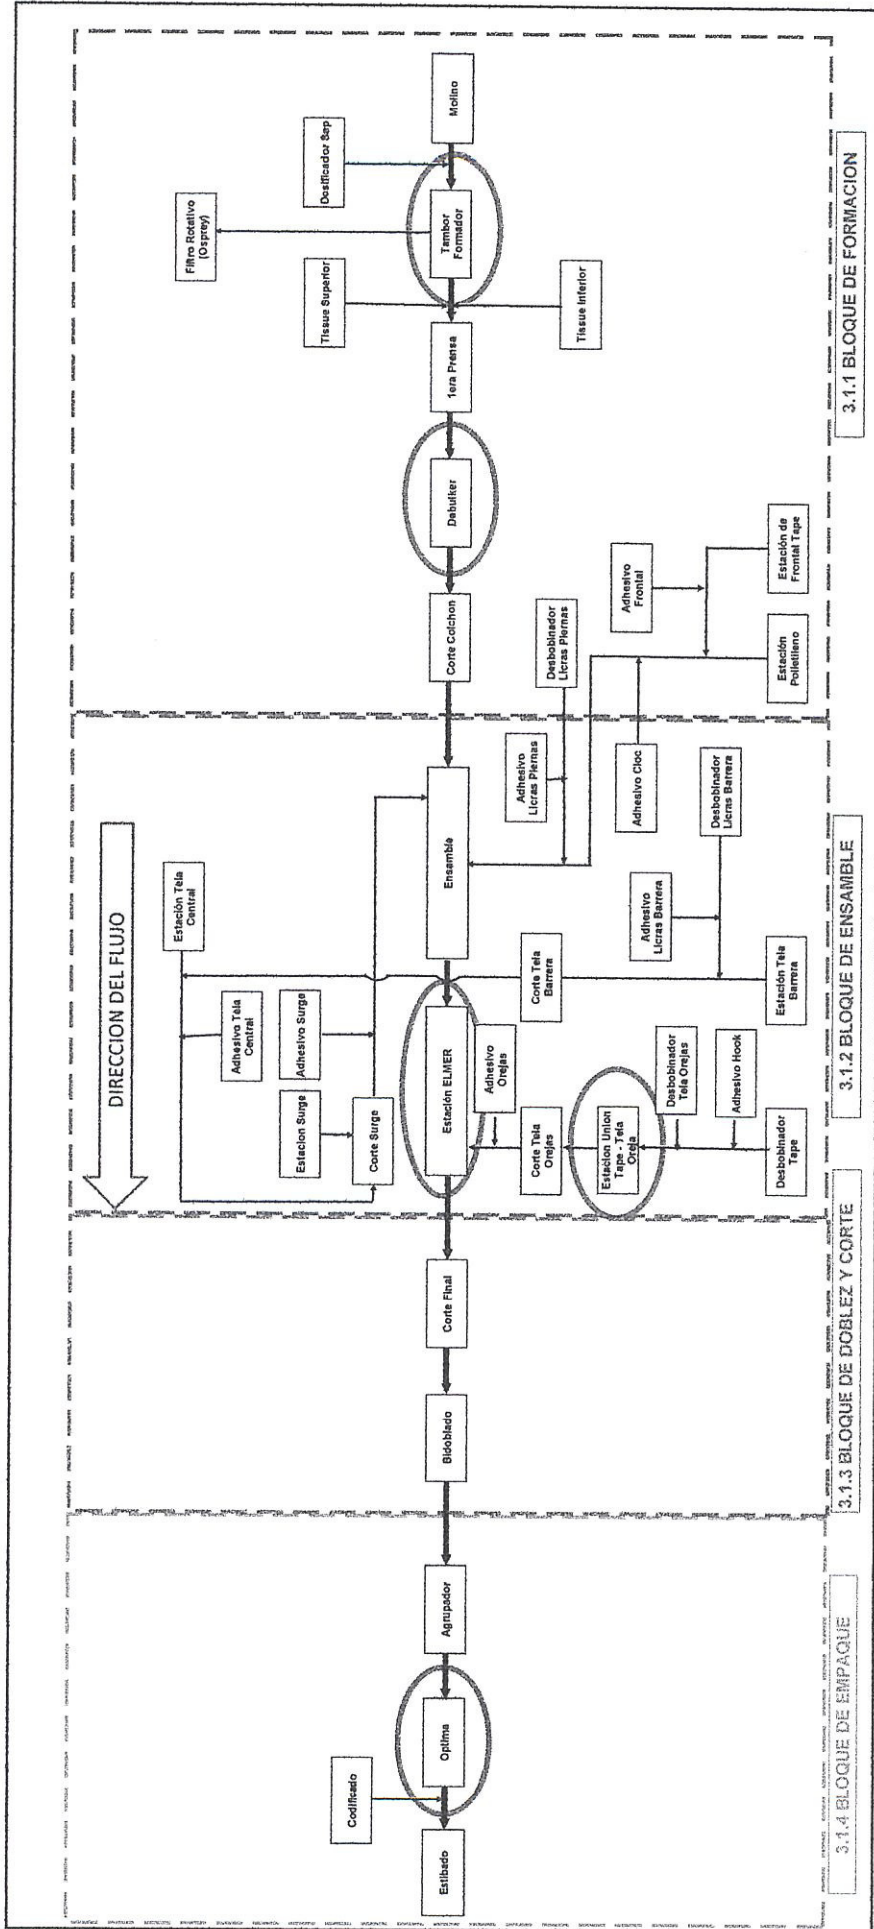 DIRECCION DEL FLUJO
Molino
Dosificador Sap
Tambor
Formador
Filtro Rotativo
(Osprey)
Tissue Superior
Tissue Inferior
1era Prensa
Debulker
Corte Colchon
3.1.1 BLOQUE DE FORMACION
Ensamble
Desbobinador
Licras Piernas
Adhesivo
Licras Piernas
Adhesivo
Frontal
Estación de
Frontal Tape
Estación
Polietileno
Adhesivo Cloc
Desbobinador
Licras Barrera
Adhesivo
Licras Barrera
Estación Tela
Barrera
Corte Tela
Barrera
Estación Tela
Central
Adhesivo Tela
Central
Adhesivo Surge
Estacion Surge
Corte Surge
Estación ELMER
Adhesivo
Orejas
Corte Tela
Orejas
Estacion Union
Tape - Tela
Oreja
Desbobinador
Tela Orejas
Adhesivo Hook
Desbobinador
Tape
3.1.2 BLOQUE DE ENSAMBLE
Corte Final
Bidoblado
3.1.3 BLOQUE DE DOBLEZ Y CORTE
Agrupador
Optima
Codificado
Estibado
3.1.4 BLOQUE DE EMPAQUE